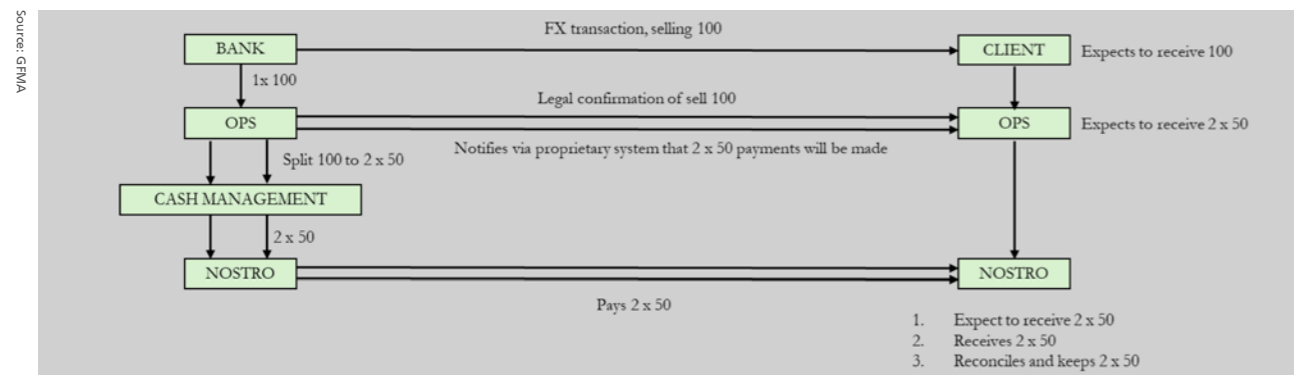 Source: GFMA
FX transaction, selling 100
BANK
CLIENT
Expects to receive 100
1x 100
Legal confirmation of sell 100
OPS
OPS
Expects to receive 2 x 50
Notifies via proprietary system that 2 x 50 payments will be made
Split 100 to 2 x 50
CASH MANAGEMENT
2 x 50
NOSTRO
NOSTRO
Pays 2 x 50
1. Expect to receive 2 x 50
2. Receives 2 x 50
3. Reconciles and keeps 2 x 50